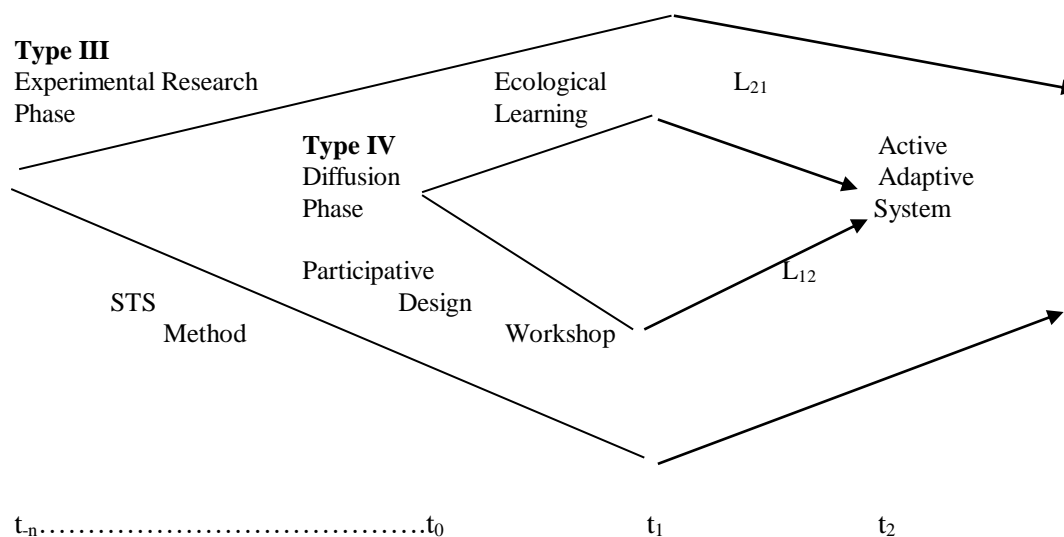 Type III
Experimental Research
Phase
Ecological
Learning
L₂₁
Type IV
Diffusion
Phase
Active
Adaptive
System
Participative
Design
Workshop
L₁₂
STS
Method
t₋ₙ…………………………………….t₀ t₁ t₂